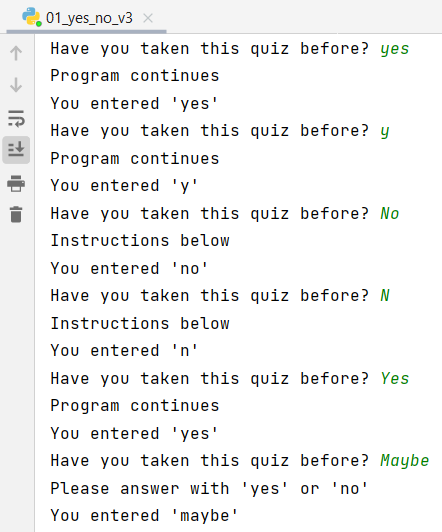 01_yes_no_v3
Have you taken this quiz before? yes
Program continues
You entered 'yes'
Have you taken this quiz before? y
Program continues
You entered 'y'
Have you taken this quiz before? No
Instructions below
You entered 'no'
Have you taken this quiz before? N
Instructions below
You entered 'n'
Have you taken this quiz before? Yes
Program continues
You entered 'yes'
Have you taken this quiz before? Maybe
Please answer with 'yes' or 'no'
You entered 'maybe'